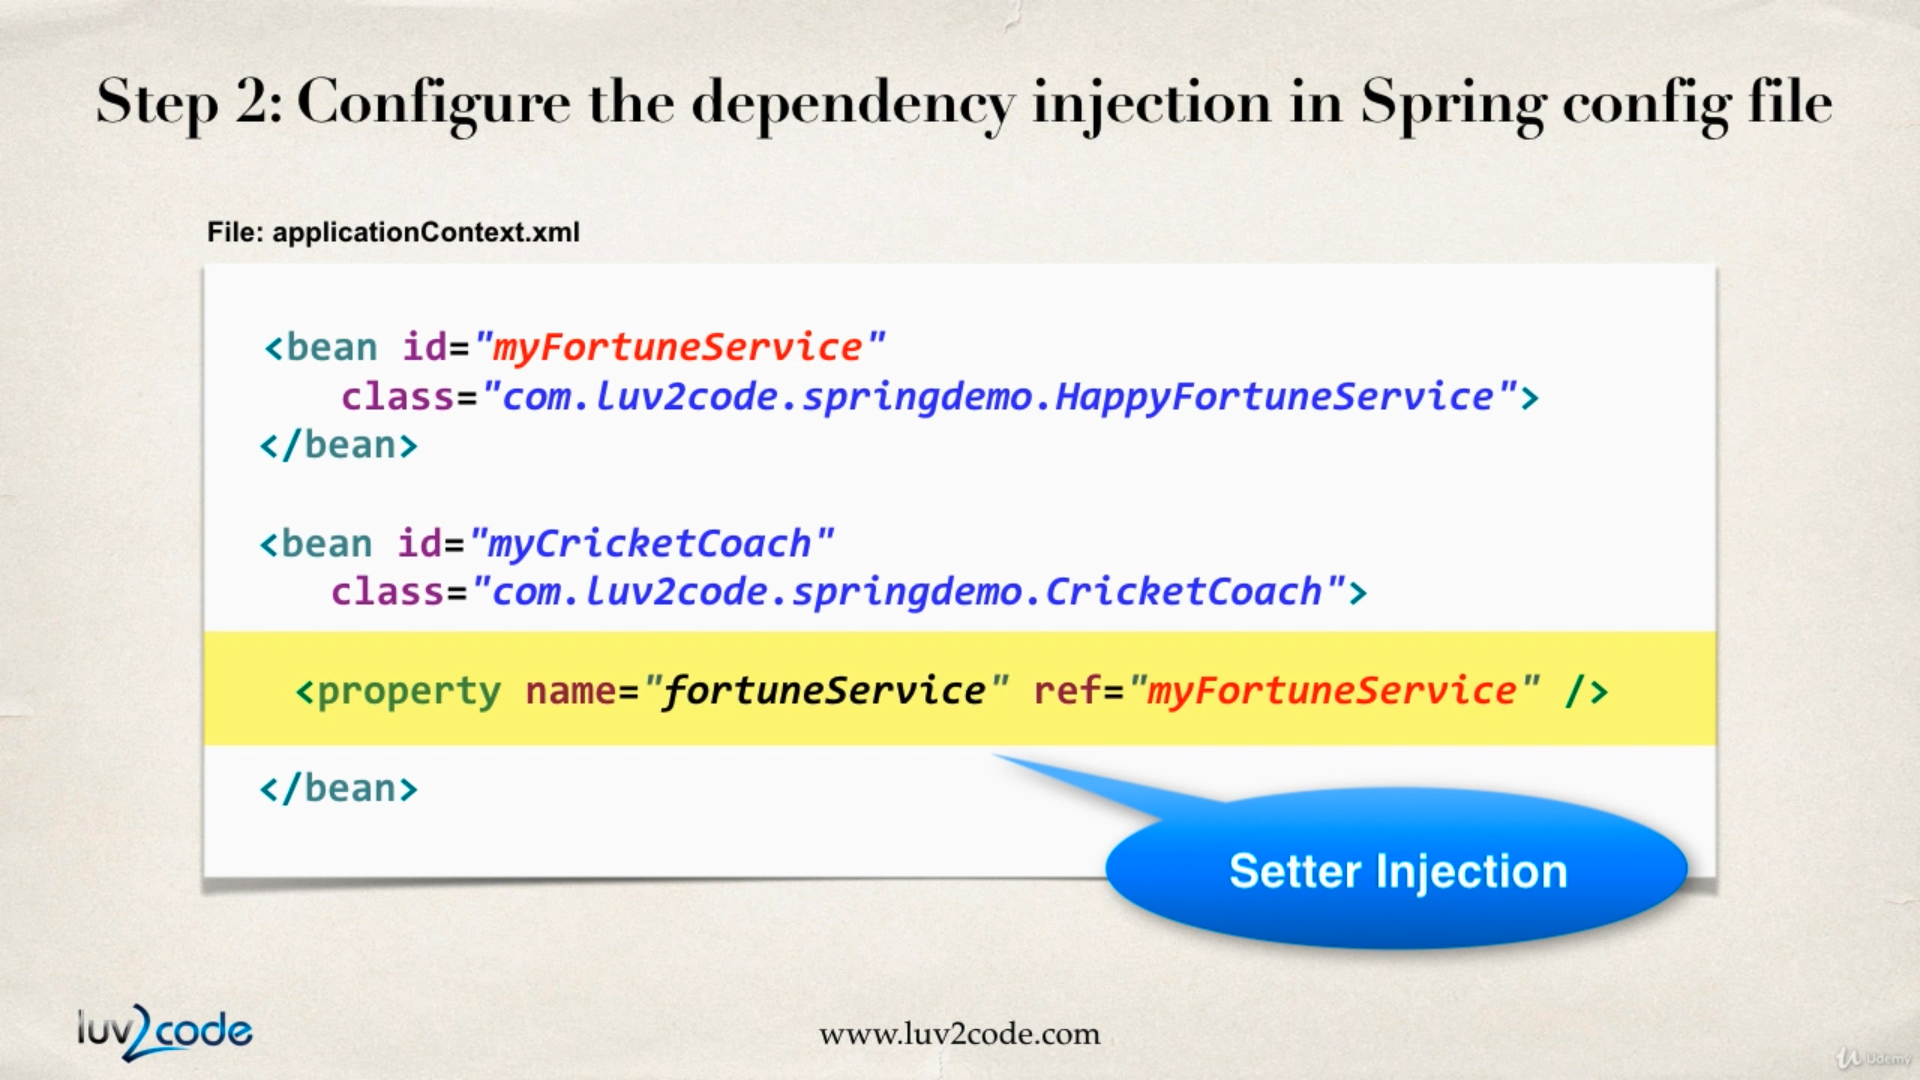 Step 2: Configure the dependency injection in Spring config file
File: applicationContext.xml
<bean id="myFortuneService"
class="com.luv2code.springdemo.HappyFortuneService">
</bean>
<bean id="myCricketCoach"
class="com.luv2code.springdemo.CricketCoach">
<property name="fortuneService" ref="myFortuneService" />
</bean>
Setter Injection
luv2code
www.luv2code.com
Udemy